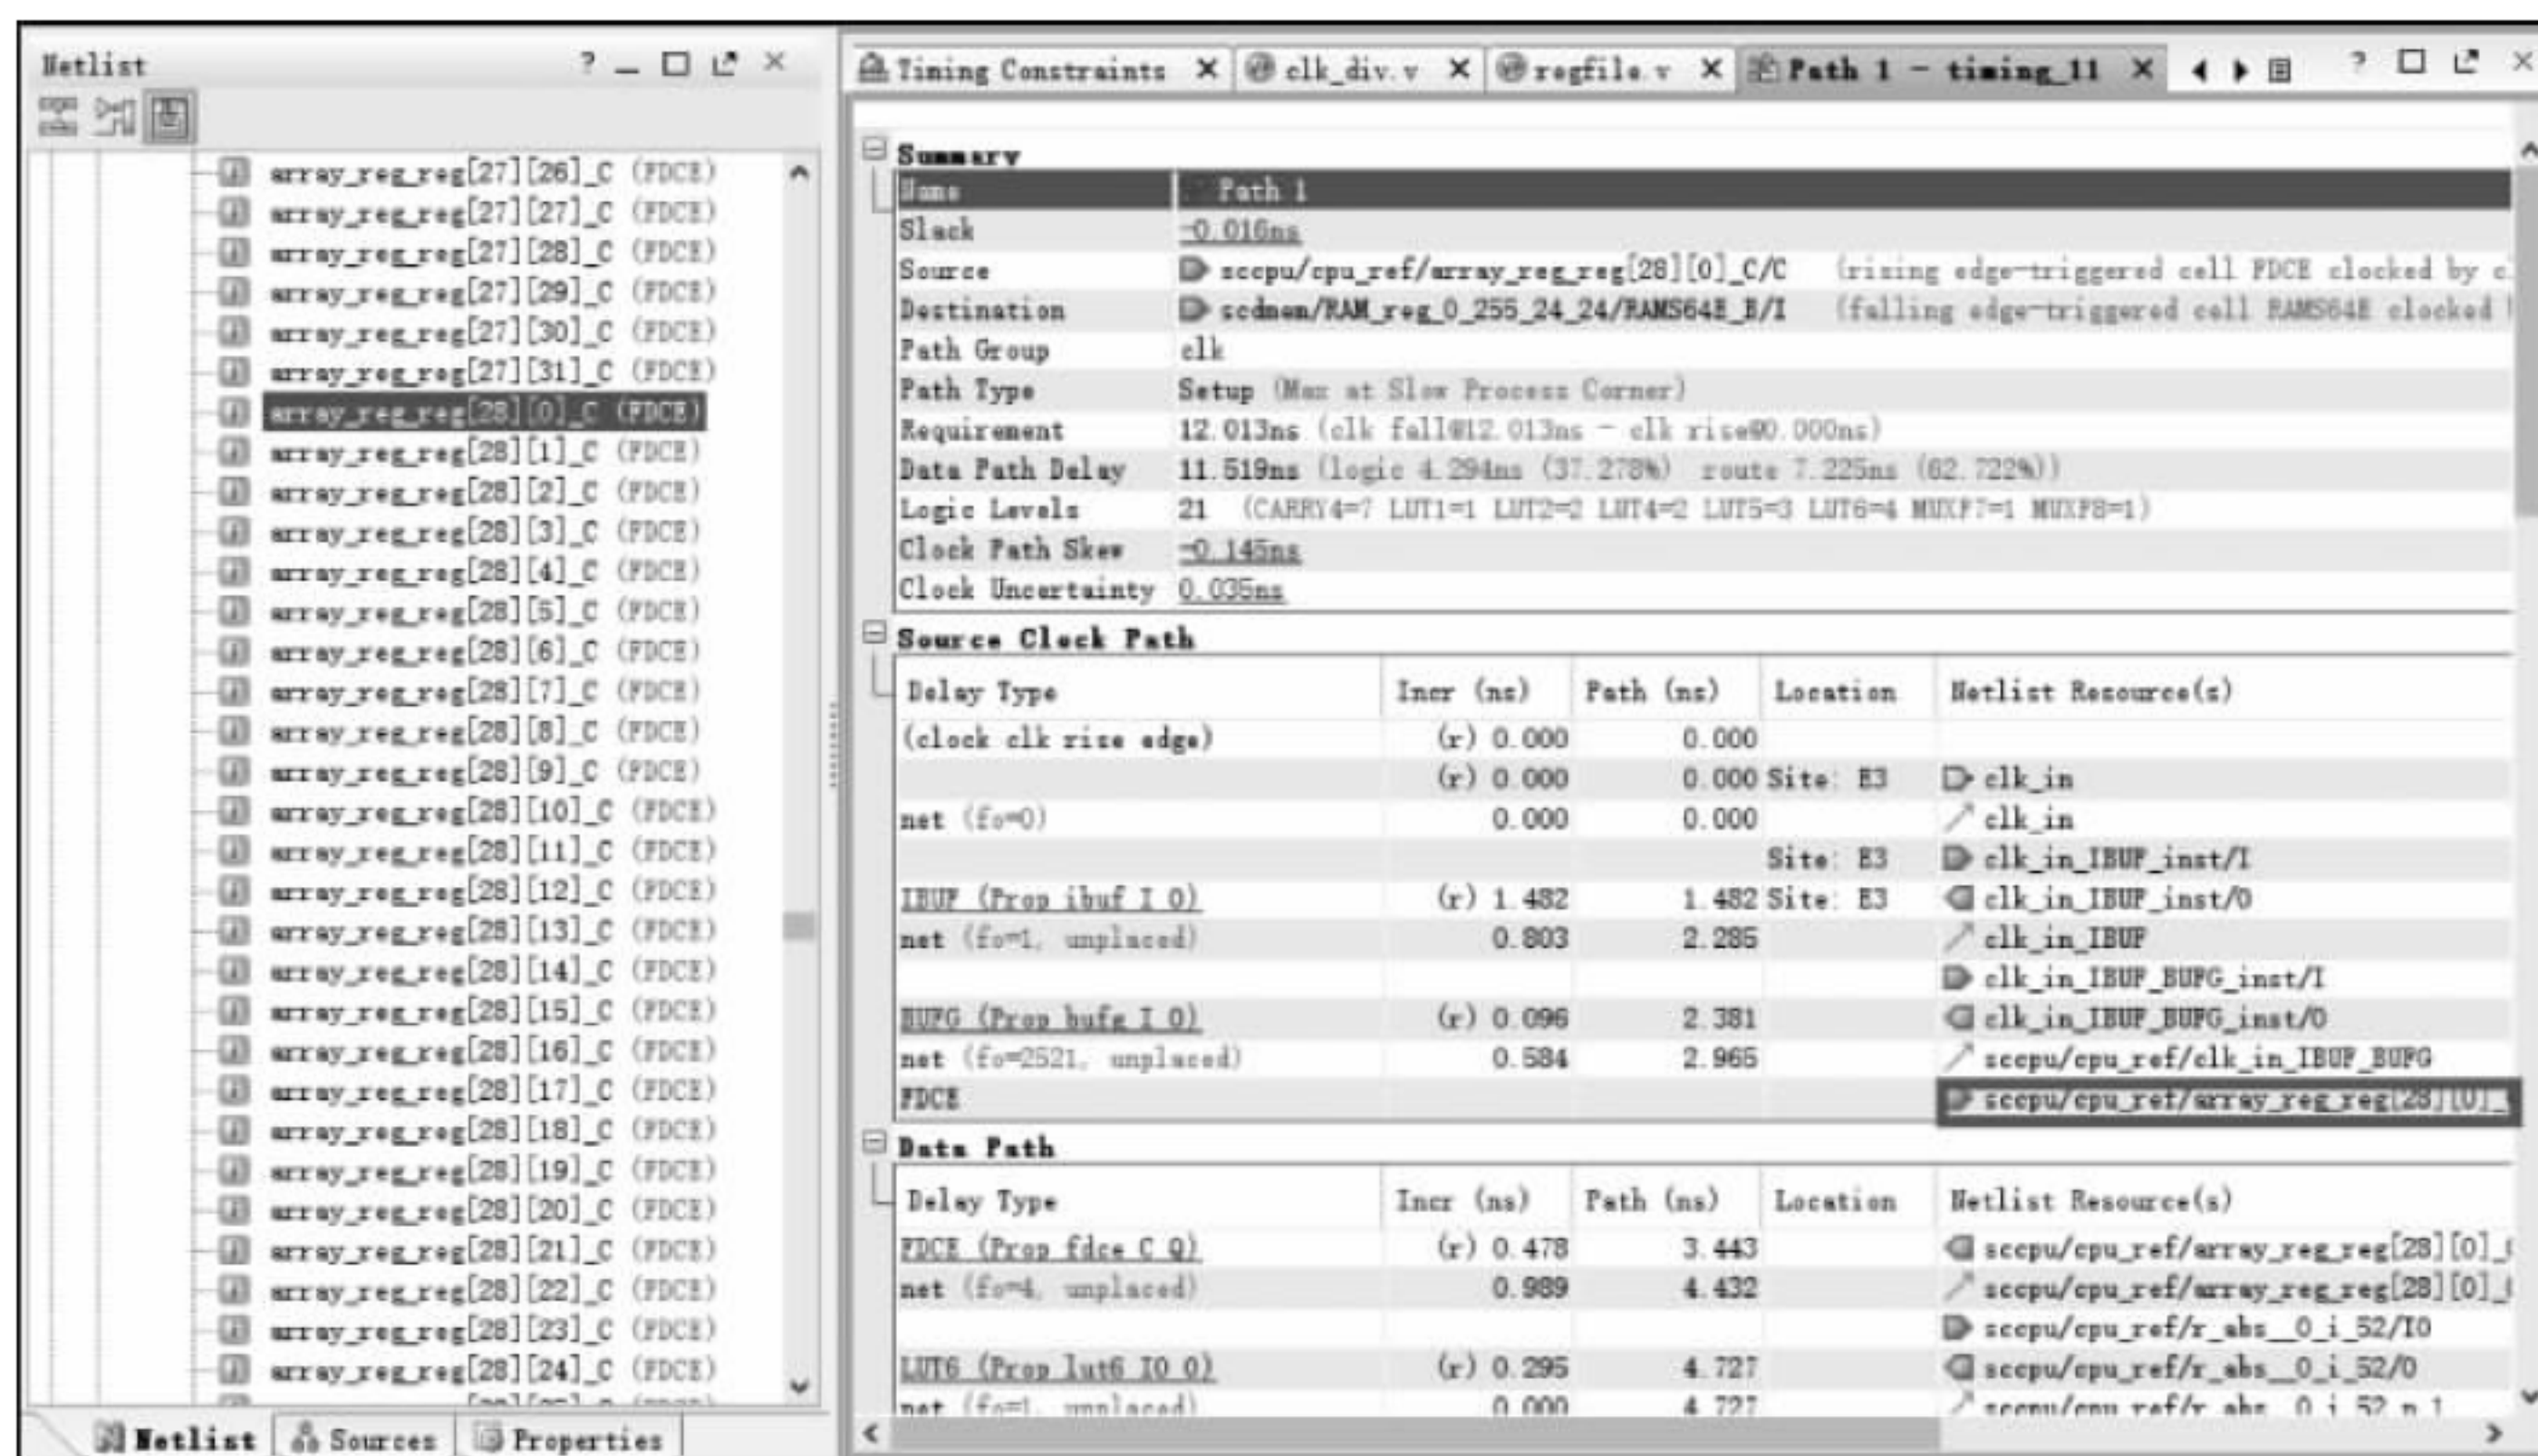 Netlist
array_reg_reg[27][26]_C (FDCE)
array_reg_reg[27][27]_C (FDCE)
array_reg_reg[27][28]_C (FDCE)
array_reg_reg[27][29]_C (FDCE)
array_reg_reg[27][30]_C (FDCE)
array_reg_reg[27][31]_C (FDCE)
array_reg_reg[28][0]_C (FDCE)
array_reg_reg[28][1]_C (FDCE)
array_reg_reg[28][2]_C (FDCE)
array_reg_reg[28][3]_C (FDCE)
array_reg_reg[28][4]_C (FDCE)
array_reg_reg[28][5]_C (FDCE)
array_reg_reg[28][6]_C (FDCE)
array_reg_reg[28][7]_C (FDCE)
array_reg_reg[28][8]_C (FDCE)
array_reg_reg[28][9]_C (FDCE)
array_reg_reg[28][10]_C (FDCE)
array_reg_reg[28][11]_C (FDCE)
array_reg_reg[28][12]_C (FDCE)
array_reg_reg[28][13]_C (FDCE)
array_reg_reg[28][14]_C (FDCE)
array_reg_reg[28][15]_C (FDCE)
array_reg_reg[28][16]_C (FDCE)
array_reg_reg[28][17]_C (FDCE)
array_reg_reg[28][18]_C (FDCE)
array_reg_reg[28][19]_C (FDCE)
array_reg_reg[28][20]_C (FDCE)
array_reg_reg[28][21]_C (FDCE)
array_reg_reg[28][22]_C (FDCE)
array_reg_reg[28][23]_C (FDCE)
array_reg_reg[28][24]_C (FDCE)
Netlist Sources Properties
Timing Constraints clk_div.v regfile.v Path 1 - timing_11
Summary
Name Path 1
Slack -0.016ns
Source sccpu/cpu_ref/array_reg_reg[28][0]_C/C (rising edge-triggered cell FDCE clocked by c
Destination scdmem/RAM_reg_0_255_24_24/RAMS64E_B/I (falling edge-triggered cell RAMS64E clocked
Path Group clk
Path Type Setup (Max at Slow Process Corner)
Requirement 12.013ns (clk fall@12.013ns - clk rise@0.000ns)
Data Path Delay 11.519ns (logic 4.294ns (37.278%) route 7.225ns (62.722%))
Logic Levels 21 (CARRY4=7 LUT1=1 LUT2=2 LUT4=2 LUT5=3 LUT6=4 MUXF7=1 MUXF8=1)
Clock Path Skew -0.145ns
Clock Uncertainty 0.035ns
Source Clock Path
Delay Type Incr (ns) Path (ns) Location Netlist Resource(s)
(clock clk rise edge) (r) 0.000 0.000
(r) 0.000 0.000 Site: E3 clk_in
net (fo=0) 0.000 0.000 clk_in
Site: E3 clk_in_IBUF_inst/I
IBUF (Prop ibuf I O) (r) 1.482 1.482 Site: E3 clk_in_IBUF_inst/O
net (fo=1, unplaced) 0.803 2.285 clk_in_IBUF
clk_in_IBUF_BUFG_inst/I
BUFG (Prop bufg I O) (r) 0.096 2.381 clk_in_IBUF_BUFG_inst/O
net (fo=2521, unplaced) 0.584 2.965 sccpu/cpu_ref/clk_in_IBUF_BUFG
FDCE sccpu/cpu_ref/array_reg_reg[28][0]_
Data Path
Delay Type Incr (ns) Path (ns) Location Netlist Resource(s)
FDCE (Prop fdce C Q) (r) 0.478 3.443 sccpu/cpu_ref/array_reg_reg[28][0]_
net (fo=4, unplaced) 0.989 4.432 sccpu/cpu_ref/array_reg_reg[28][0]_
sccpu/cpu_ref/r_abs__0_i_52/I0
LUT6 (Prop lut6 I0 O) (r) 0.295 4.727 sccpu/cpu_ref/r_abs__0_i_52/O
net (fo=1, unplaced) 0.000 4.727 sccpu/cpu_ref/r_abs__0_i_52_n_1